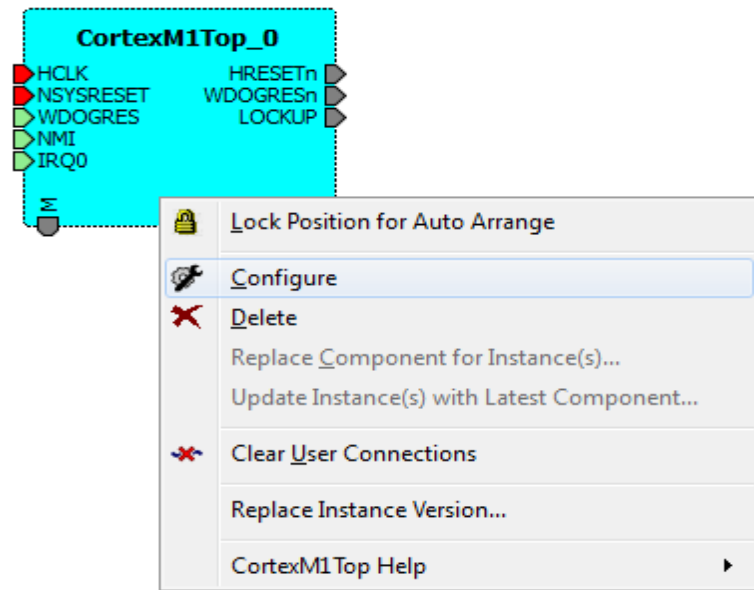 CortexM1Top_0
HCLK HRESETn
NSYSRESET WDOGRESn
WDOGRES LOCKUP
NMI
IRQ0
M
Lock Position for Auto Arrange
Configure
Delete
Replace Component for Instance(s)...
Update Instance(s) with Latest Component...
Clear User Connections
Replace Instance Version...
CortexM1Top Help